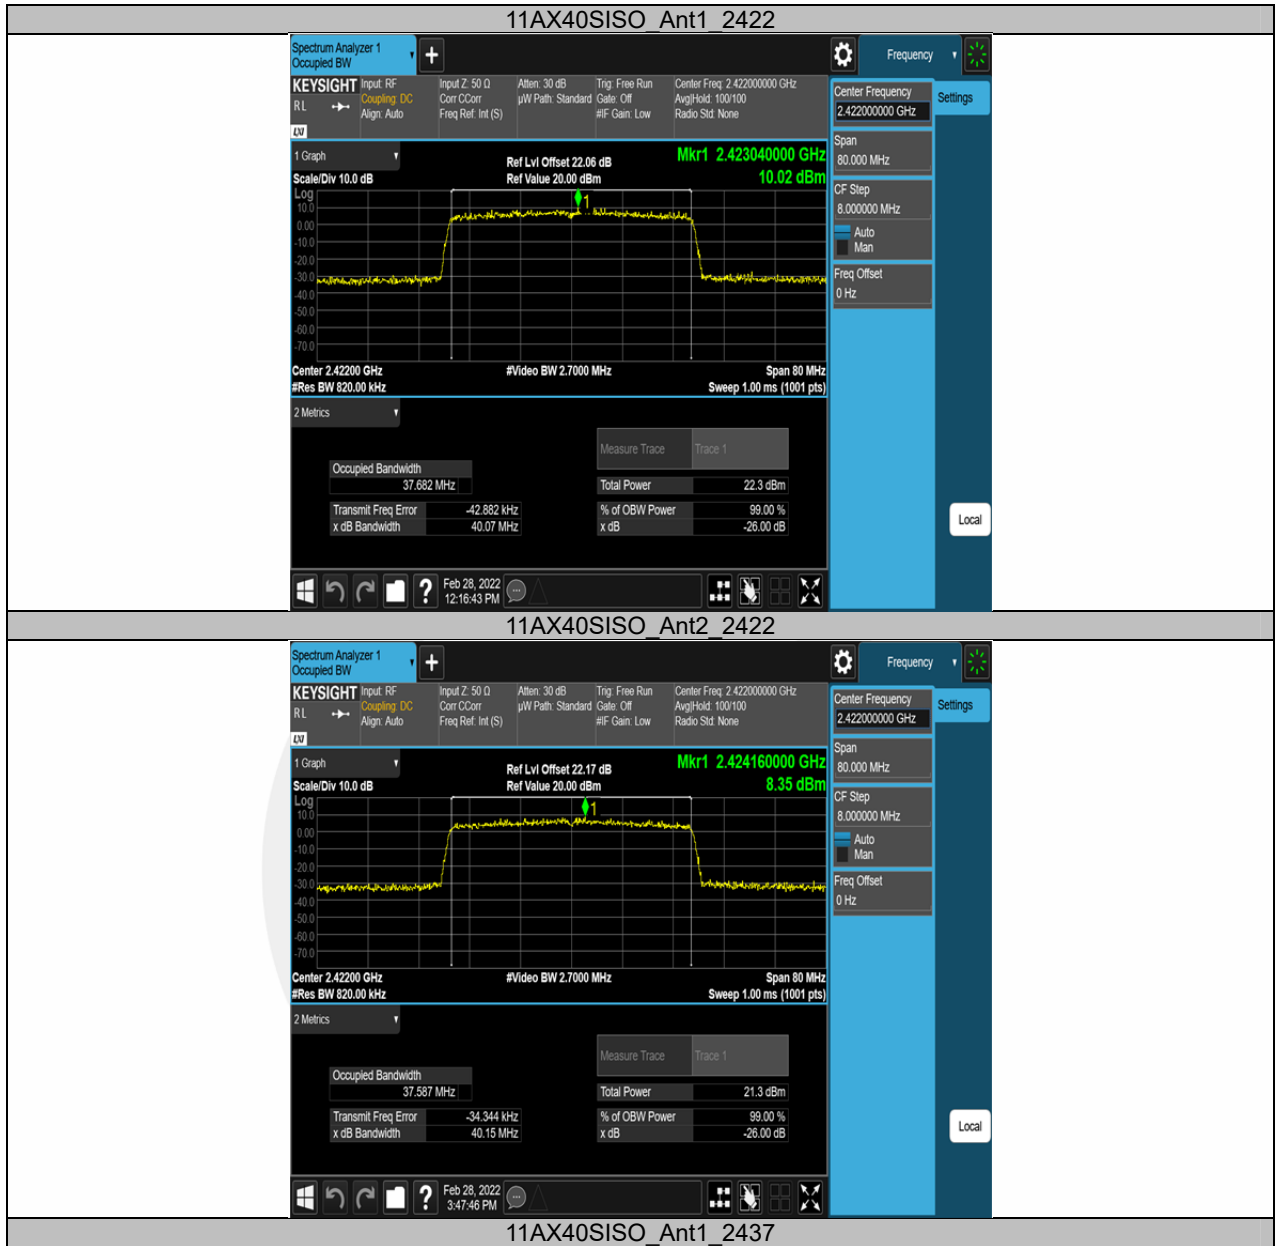 11AX40SISO_Ant1_2422
Spectrum Analyzer 1
Occupied BW
+
Frequency
KEYSIGHT
RL
LXI
Input: RF
Coupling: DC
Align: Auto
Input Z: 50 Ω
Corr CCorr
Freq Ref: Int (S)
Atten: 30 dB
µW Path: Standard
Trig: Free Run
Gate: Off
#IF Gain: Low
Center Freq: 2.422000000 GHz
Avg|Hold: 100/100
Radio Std: None
Center Frequency
2.422000000 GHz
Settings
Span
80.000 MHz
CF Step
8.000000 MHz
Auto
Man
Freq Offset
0 Hz
Local
1 Graph
Scale/Div 10.0 dB
Ref Lvl Offset 22.06 dB
Ref Value 20.00 dBm
Mkr1 2.423040000 GHz
10.02 dBm
Log
10.0
0.00
-10.0
-20.0
-30.0
-40.0
-50.0
-60.0
-70.0
1
Center 2.42200 GHz
#Video BW 2.7000 MHz
Span 80 MHz
#Res BW 820.00 kHz
Sweep 1.00 ms (1001 pts)
2 Metrics
Measure Trace Trace 1
Occupied Bandwidth
37.682 MHz
Total Power 22.3 dBm
Transmit Freq Error -42.882 kHz
% of OBW Power 99.00 %
x dB Bandwidth 40.07 MHz
x dB -26.00 dB
?
Feb 28, 2022
12:16:43 PM
11AX40SISO_Ant2_2422
Spectrum Analyzer 1
Occupied BW
+
Frequency
KEYSIGHT
RL
LXI
Input: RF
Coupling: DC
Align: Auto
Input Z: 50 Ω
Corr CCorr
Freq Ref: Int (S)
Atten: 30 dB
µW Path: Standard
Trig: Free Run
Gate: Off
#IF Gain: Low
Center Freq: 2.422000000 GHz
Avg|Hold: 100/100
Radio Std: None
Center Frequency
2.422000000 GHz
Settings
Span
80.000 MHz
CF Step
8.000000 MHz
Auto
Man
Freq Offset
0 Hz
Local
1 Graph
Scale/Div 10.0 dB
Ref Lvl Offset 22.17 dB
Ref Value 20.00 dBm
Mkr1 2.424160000 GHz
8.35 dBm
Log
10.0
0.00
-10.0
-20.0
-30.0
-40.0
-50.0
-60.0
-70.0
1
Center 2.42200 GHz
#Video BW 2.7000 MHz
Span 80 MHz
#Res BW 820.00 kHz
Sweep 1.00 ms (1001 pts)
2 Metrics
Measure Trace Trace 1
Occupied Bandwidth
37.587 MHz
Total Power 21.3 dBm
Transmit Freq Error -34.344 kHz
% of OBW Power 99.00 %
x dB Bandwidth 40.15 MHz
x dB -26.00 dB
?
Feb 28, 2022
3:47:46 PM
11AX40SISO_Ant1_2437